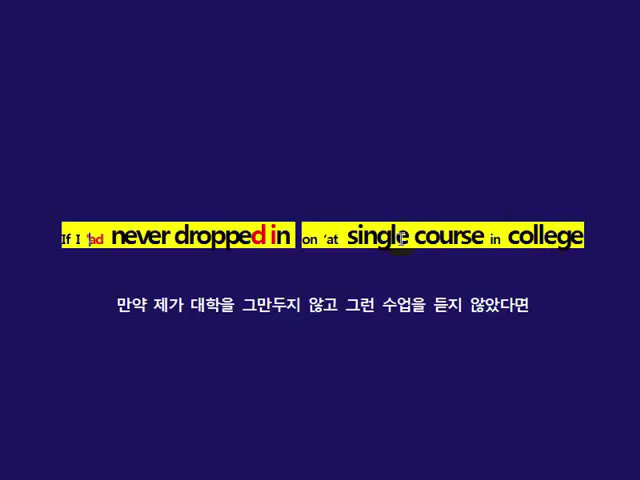 If I 'ad never dropped in on 'at single course in college
만약 제가 대학을 그만두지 않고 그런 수업을 듣지 않았다면